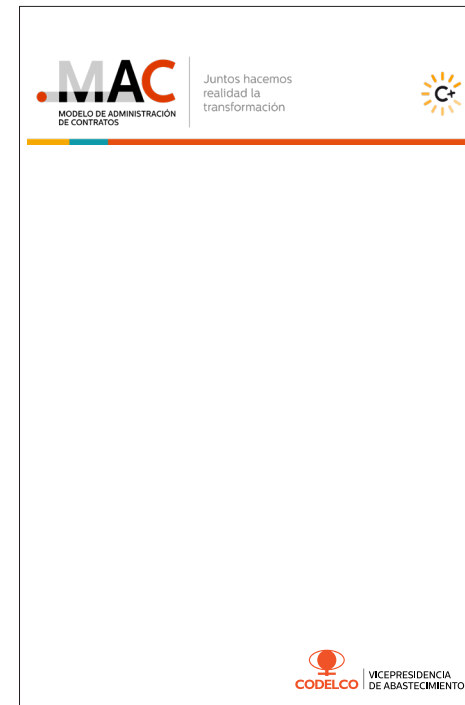 .MAC
MODELO DE ADMINISTRACIÓN
DE CONTRATOS
Juntos hacemos
realidad la
transformación
C+
CODELCO
VICEPRESIDENCIA
DE ABASTECIMIENTO